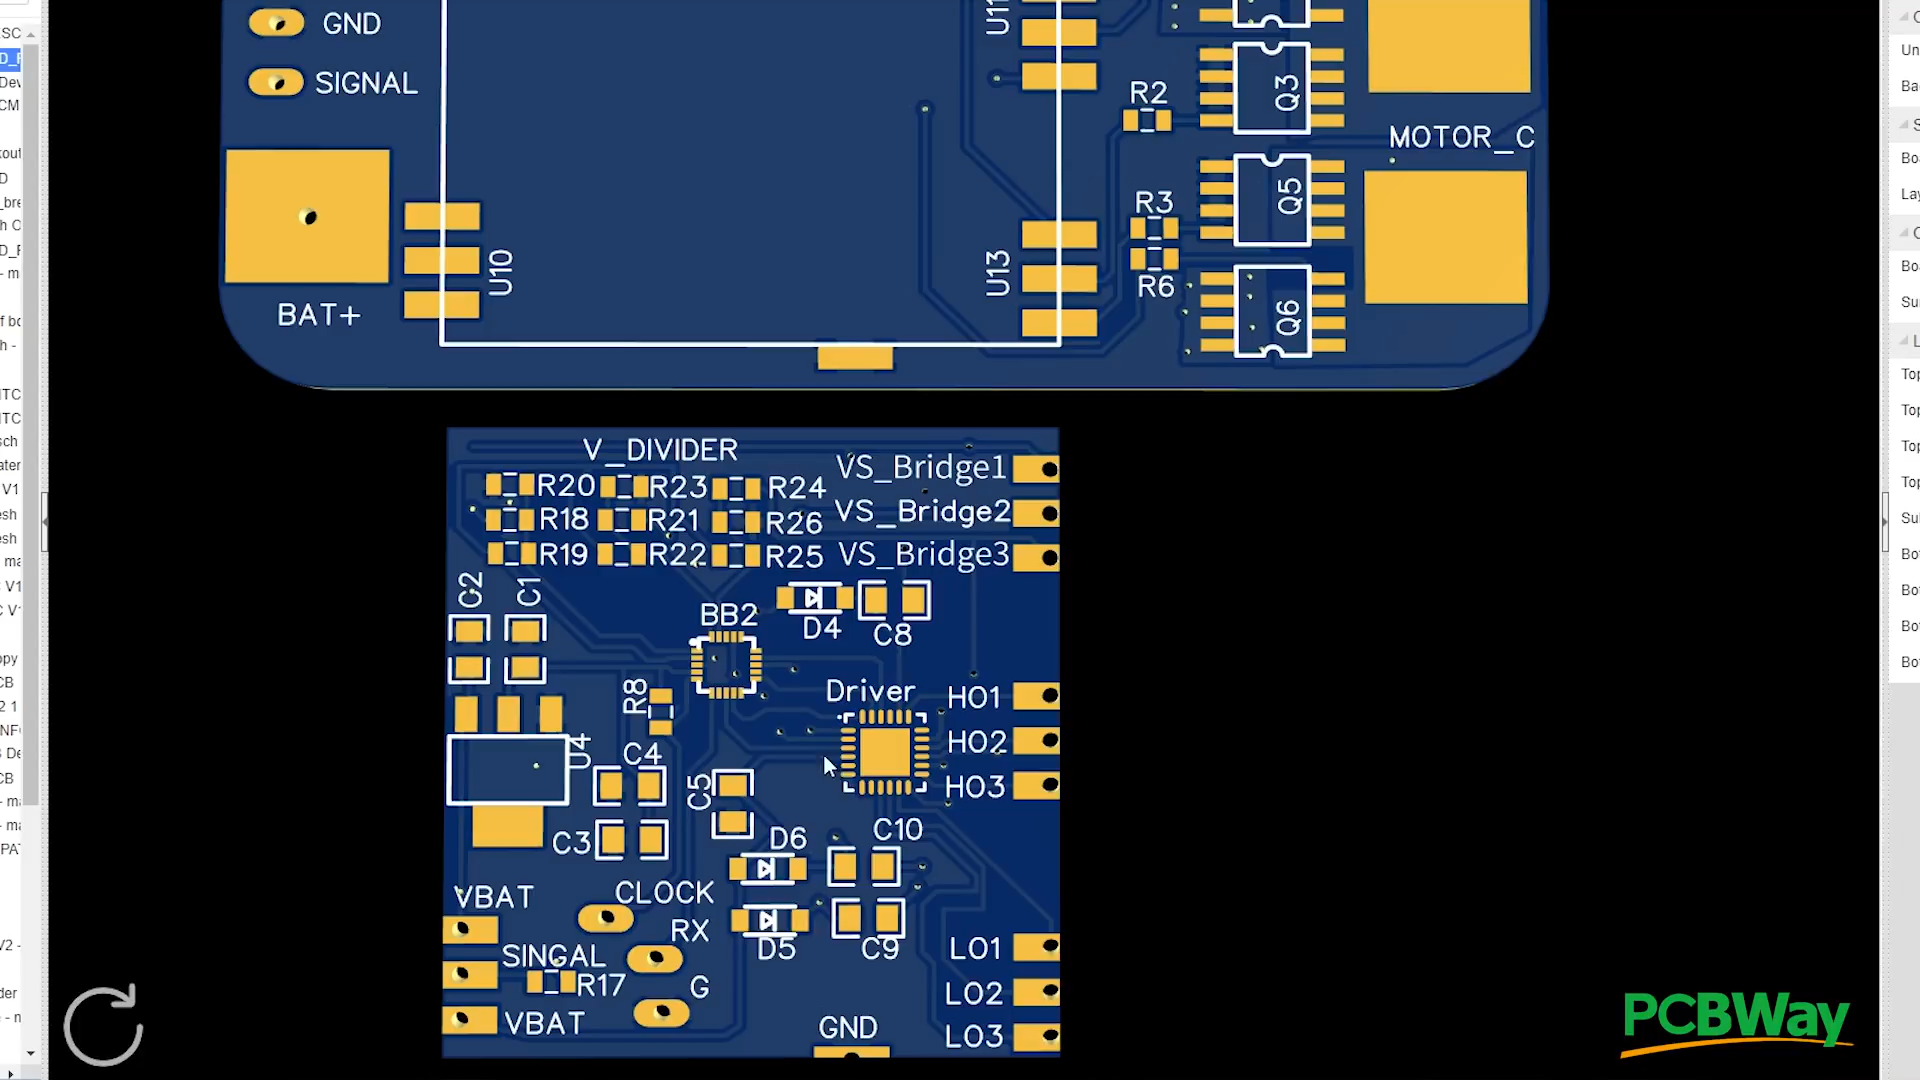 GND
U11
SIGNAL
R2
Q3
MOTOR_C
R3
Q5
U10
U13
R6
Q6
BAT+
V_DIVIDER
R20 R23 R24 VS_Bridge1
R18 R21 R26 VS_Bridge2
R19 R22 R25 VS_Bridge3
C2 C1
BB2
D4
C8
R8
Driver
HO1
HO2
HO3
U4
C4
C5
C3
D6
C10
VBAT
CLOCK
RX
D5
C9
LO1
SINGAL
R17
G
LO2
VBAT
GND
LO3
PCBWay